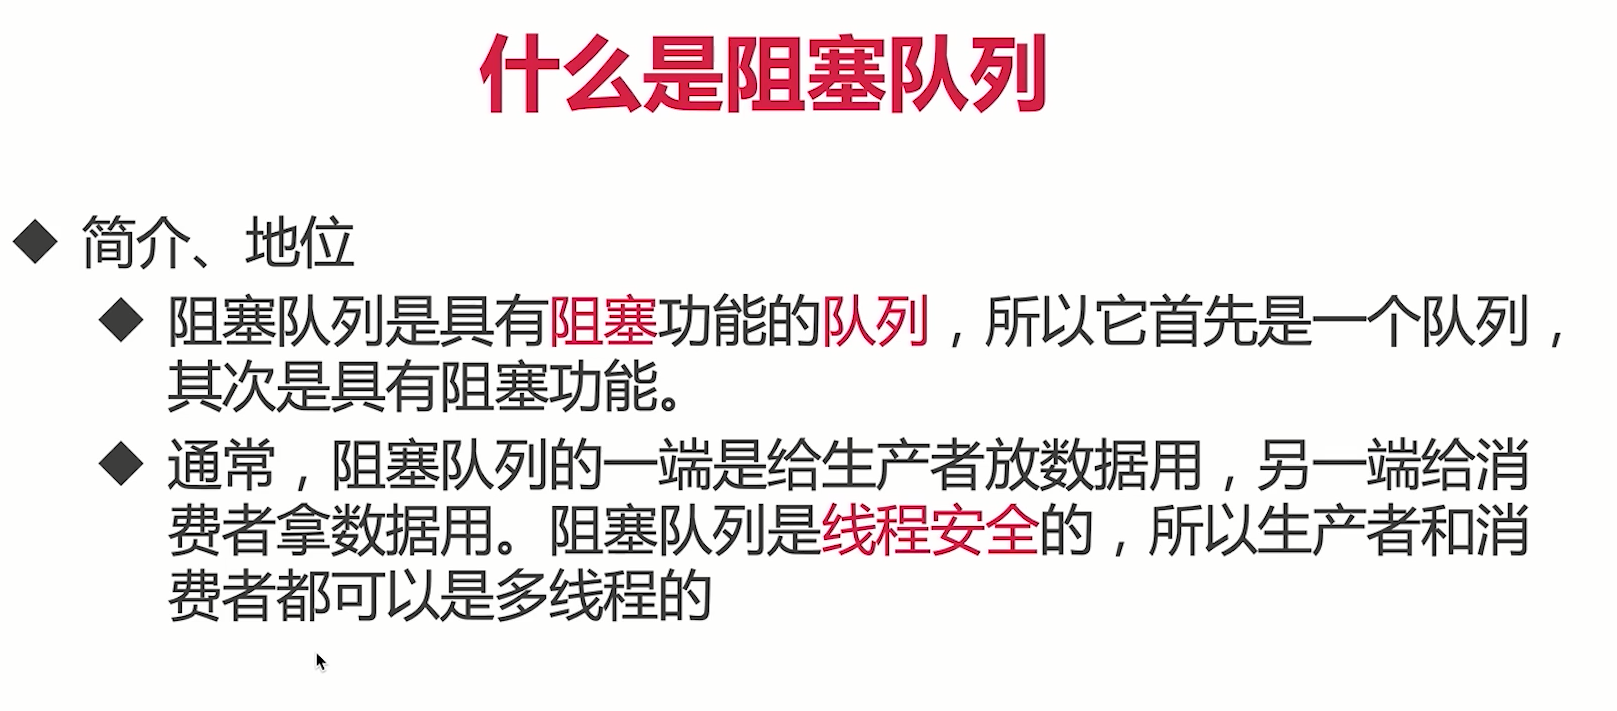 什么是阻塞队列
简介、地位
阻塞队列是具有阻塞功能的队列，所以它首先是一个队列，
其次是具有阻塞功能。
通常，阻塞队列的一端是给生产者放数据用，另一端给消
费者拿数据用。阻塞队列是线程安全的，所以生产者和消
费者都可以是多线程的